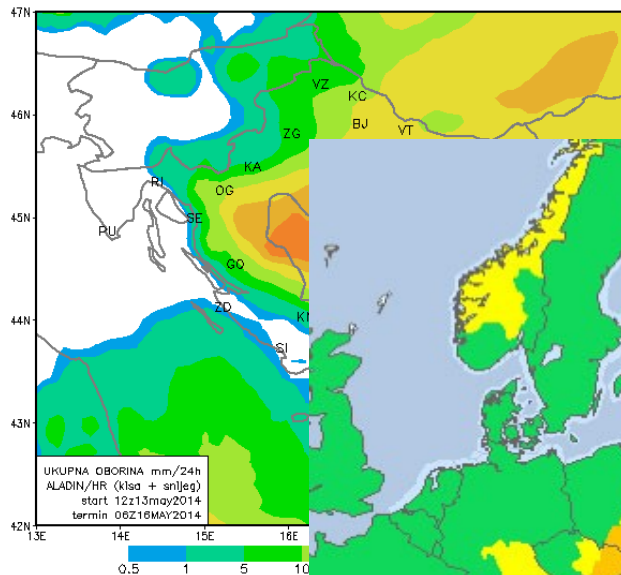 47N
46N
45N
44N
43N
42N
VZ
KC
BJ
VT
ZG
KA
RI
OG
SE
PU
GO
ZD
KN
SI
UKUPNA OBORINA mm/24h
ALADIN/HR (kisa + snijeg)
start 12z13may2014
termin 06Z16MAY2014
13E 14E 15E 16E
0.5 1 5 10